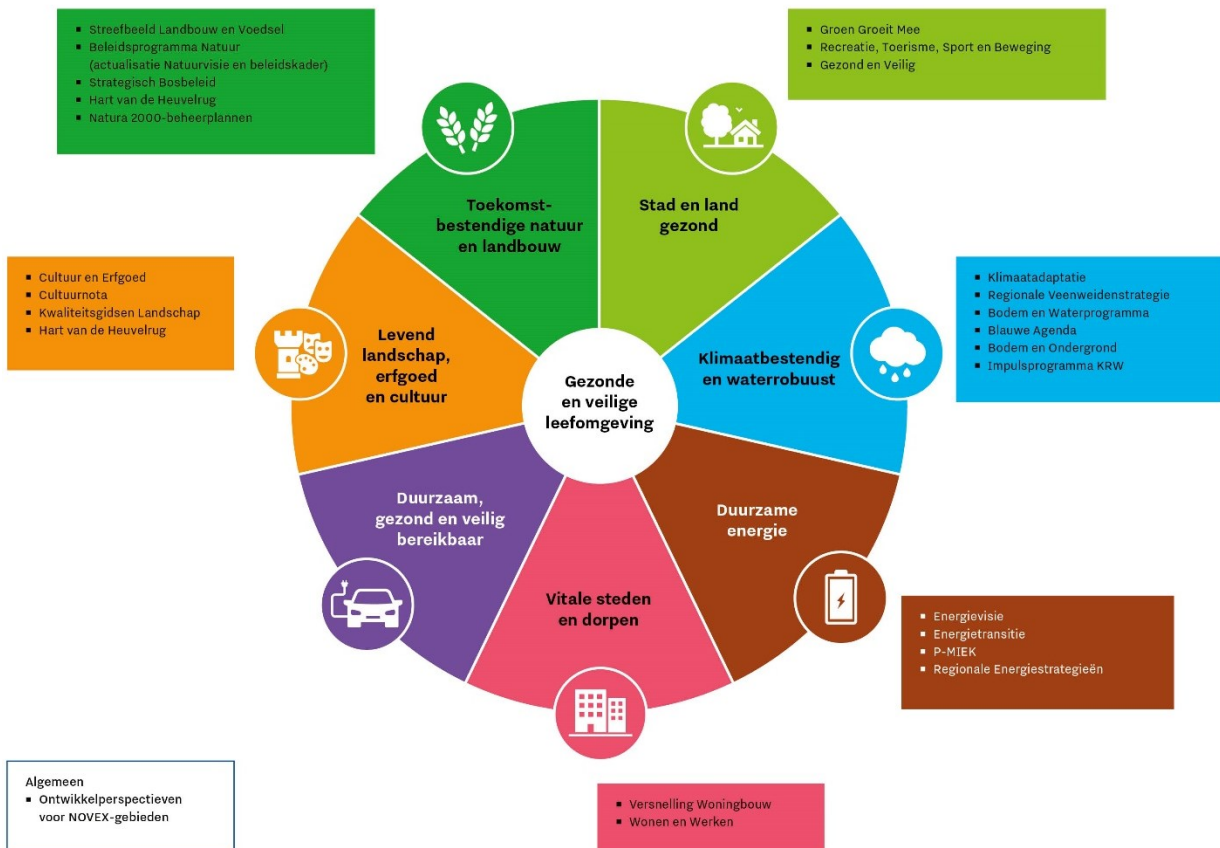 Streefbeeld Landbouw en Voedsel
Beleidsprogramma Natuur
(actualisatie Natuurvisie en beleidskader)
Strategisch Bosbeleid
Hart van de Heuvelrug
Natura 2000-beheerplannen
Groen Groeit Mee
Recreatie, Toerisme, Sport en Beweging
Gezond en Veilig
Toekomst-
bestendige natuur
en landbouw
Stad en land
gezond
Cultuur en Erfgoed
Cultuurnota
Kwaliteitsgidsen Landschap
Hart van de Heuvelrug
Levend
landschap,
erfgoed
en cultuur
Gezonde
en veilige
leefomgeving
Klimaatbestendig
en waterrobuust
Klimaatadaptatie
Regionale Veenweidenstrategie
Bodem en Waterprogramma
Blauwe Agenda
Bodem en Ondergrond
Impulsprogramma KRW
Duurzaam,
gezond en veilig
bereikbaar
Vitale steden
en dorpen
Duurzame
energie
Energievisie
Energietransitie
P-MIEK
Regionale Energiestrategieën
Algemeen
Ontwikkelperspectieven
voor NOVEX-gebieden
Versnelling Woningbouw
Wonen en Werken